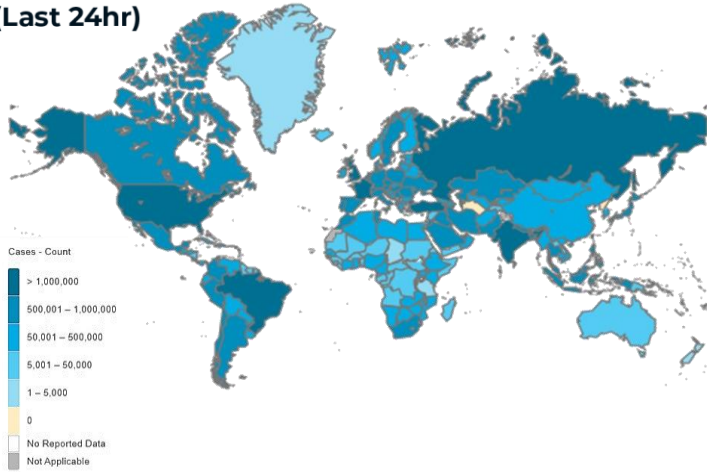 (Last 24hr)
Cases - Count
> 1,000,000
500,001 – 1,000,000
50,001 – 500,000
5,001 – 50,000
1 – 5,000
0
No Reported Data
Not Applicable